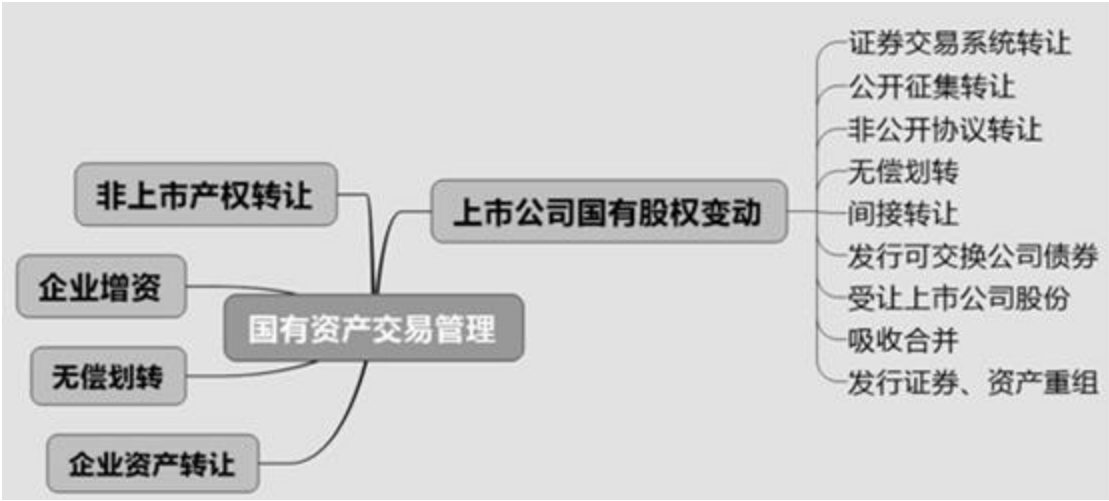 非上市产权转让
企业增资
国有资产交易管理
无偿划转
企业资产转让
上市公司国有股权变动
证券交易系统转让
公开征集转让
非公开协议转让
无偿划转
间接转让
发行可交换公司债券
受让上市公司股份
吸收合并
发行证券、资产重组